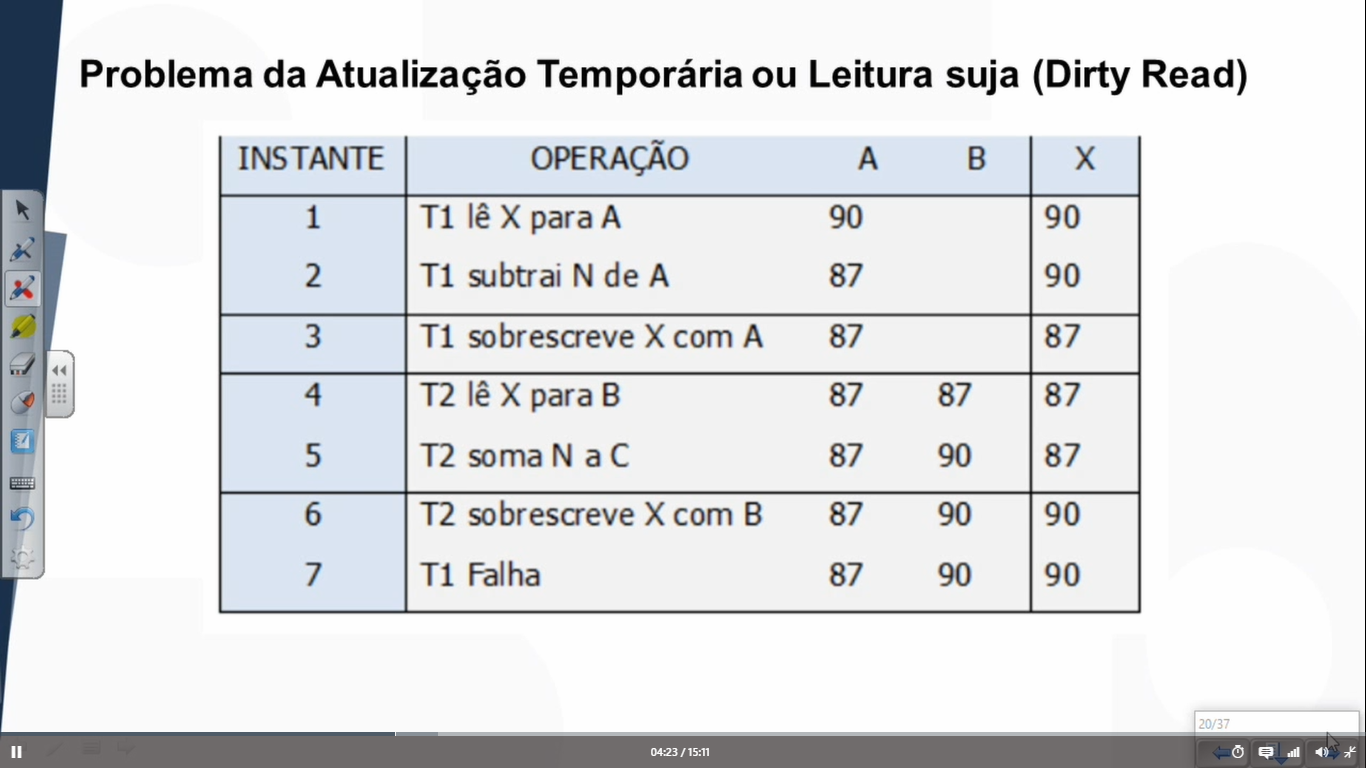 Problema da Atualização Temporária ou Leitura suja (Dirty Read)
INSTANTE OPERAÇÃO A B X
1 T1 lê X para A 90 90
2 T1 subtrai N de A 87 90
3 T1 sobrescreve X com A 87 87
4 T2 lê X para B 87 87 87
5 T2 soma N a C 87 90 87
6 T2 sobrescreve X com B 87 90 90
7 T1 Falha 87 90 90
20/37
04:23 / 15:11